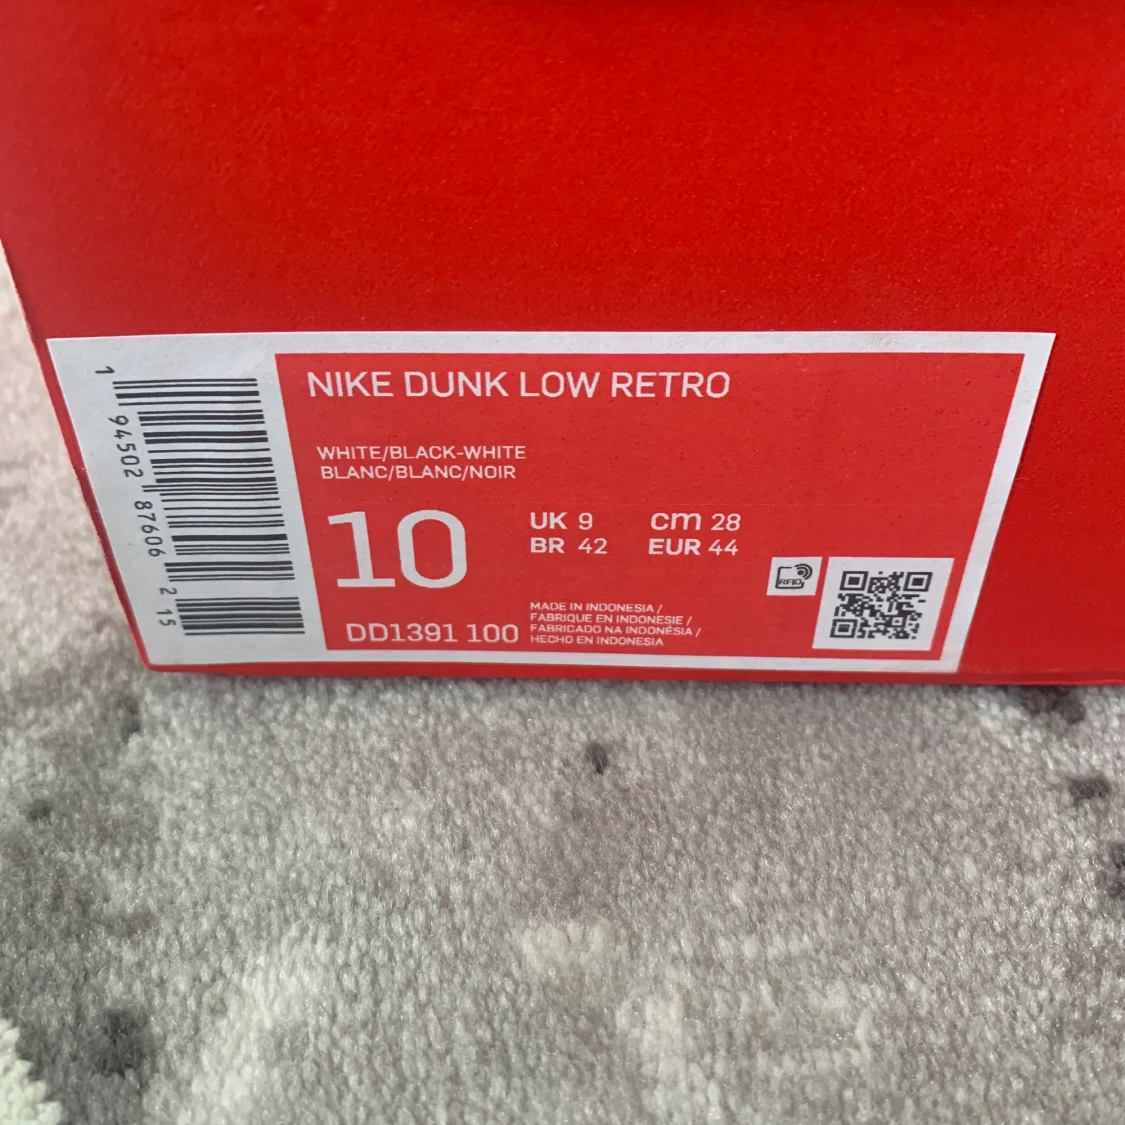 NIKE DUNK LOW RETRO
WHITE/BLACK-WHITE
BLANC/BLANC/NOIR
10
UK 9 cm 28
BR 42 EUR 44
DD1391 100
MADE IN INDONESIA /
FABRIQUE EN INDONESIE /
FABRICADO NA INDONÉSIA /
HECHO EN INDONESIA
RFID
1 94502 87606 2 15